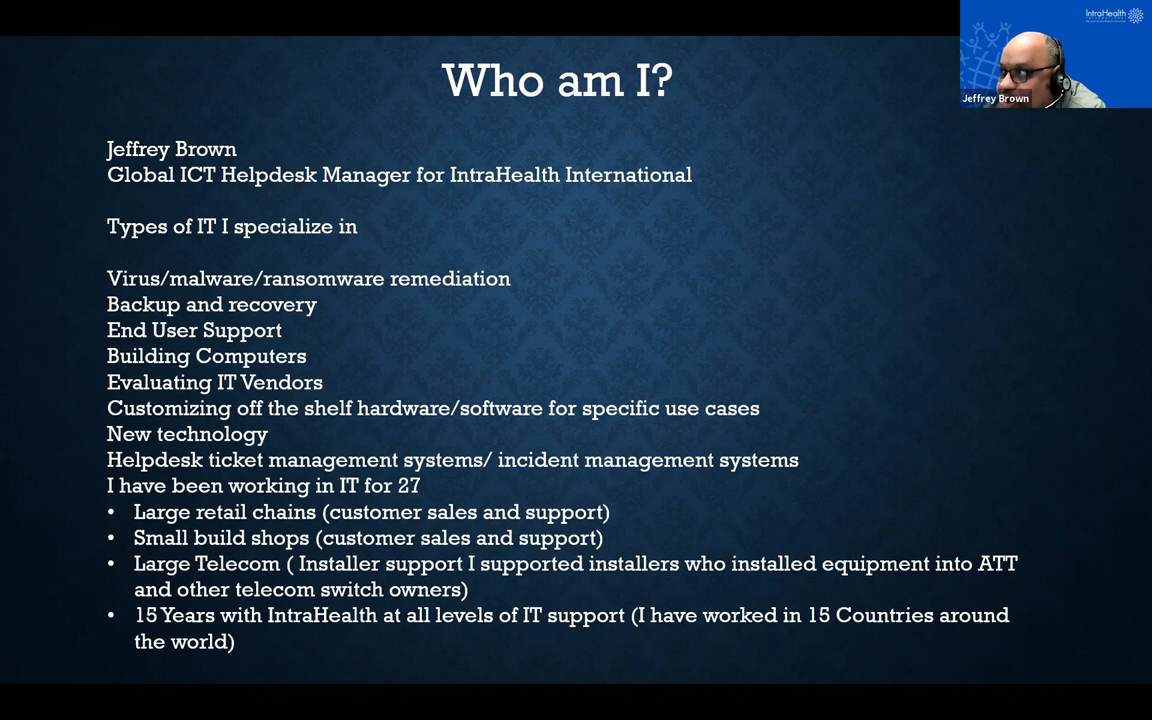 IntraHealth
Who am I?
Jeffrey Brown
Jeffrey Brown
Global ICT Helpdesk Manager for IntraHealth International
Types of IT I specialize in
Virus/malware/ransomware remediation
Backup and recovery
End User Support
Building Computers
Evaluating IT Vendors
Customizing off the shelf hardware/software for specific use cases
New technology
Helpdesk ticket management systems/ incident management systems
I have been working in IT for 27
• Large retail chains (customer sales and support)
• Small build shops (customer sales and support)
• Large Telecom ( Installer support I supported installers who installed equipment into ATT
and other telecom switch owners)
• 15 Years with IntraHealth at all levels of IT support (I have worked in 15 Countries around
the world)